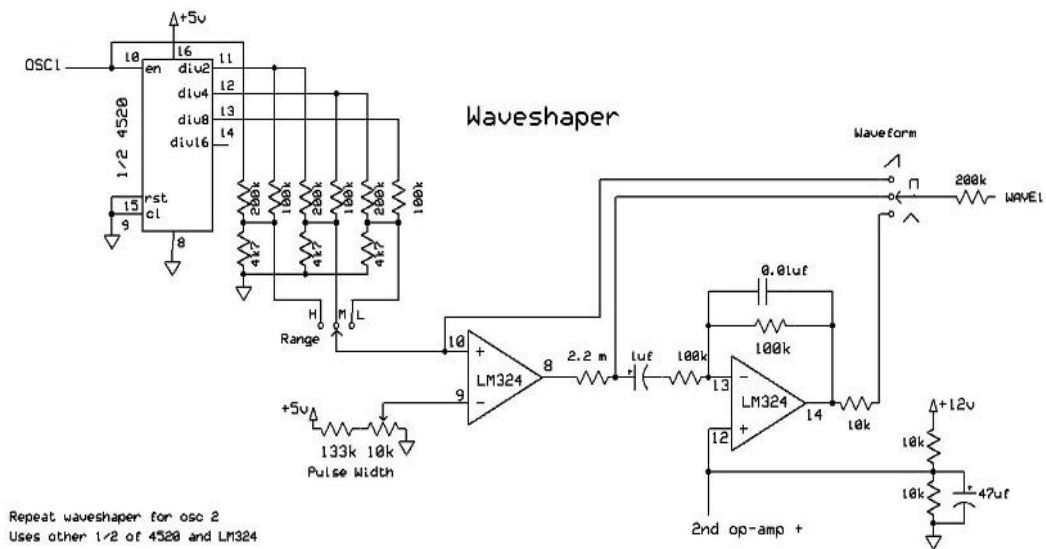 +5v
OSC1
10
16
11
en
div2
12
div4
13
div8
14
div16
1/2 4520
rst
15
cl
9
8
Waveshaper
Waveform
200k
WAVE1
200k
100k
200k
100k
200k
100k
4k7
4k7
4k7
H
M
L
Range
10
+
8
LM324
9
-
2.2 m
1uf
+
100k
0.01uf
100k
13
-
LM324
14
12
+
10k
+5v
133k
10k
Pulse Width
+12v
10k
10k
+
47uf
2nd op-amp +
Repeat waveshaper for osc 2
Uses other 1/2 of 4520 and LM324